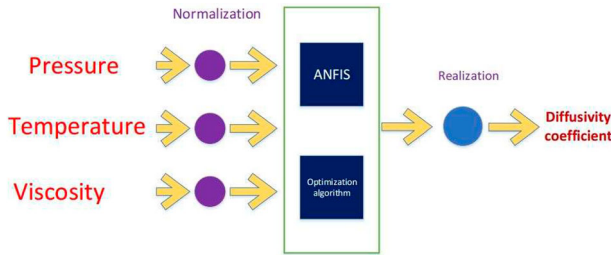 Normalization
Pressure
ANFIS
Realization
Temperature
Diffusivity
coefficient
Viscosity
Optimization
algorithm